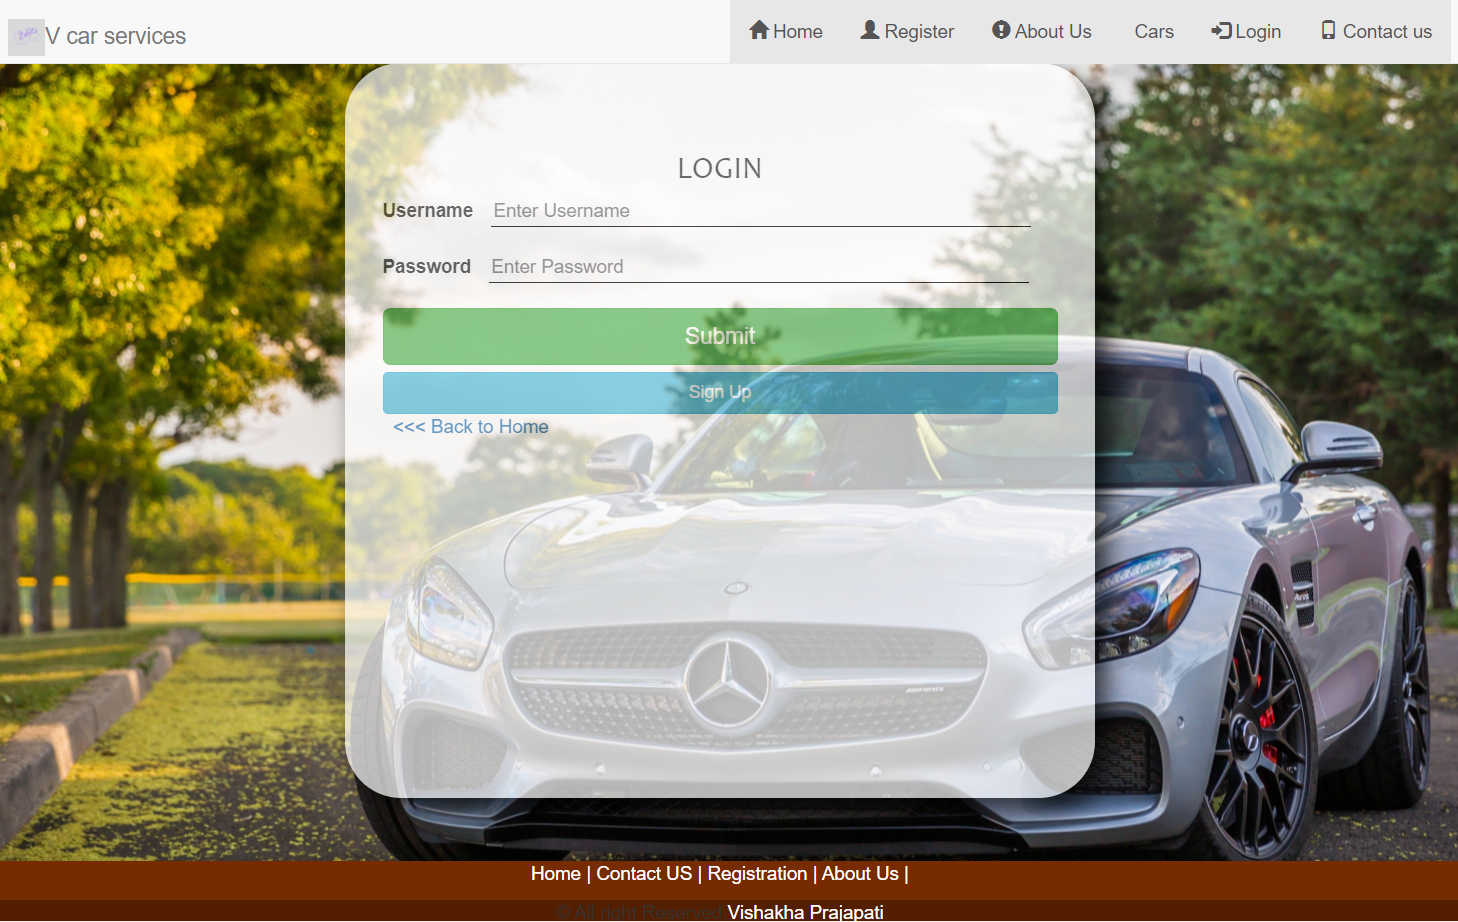 V car services
Home Register About Us Cars Login Contact us
LOGIN
Username Enter Username
Password Enter Password
Submit
Sign Up
<<< Back to Home
Home | Contact US | Registration | About Us |
© All right Reserved Vishakha Prajapati